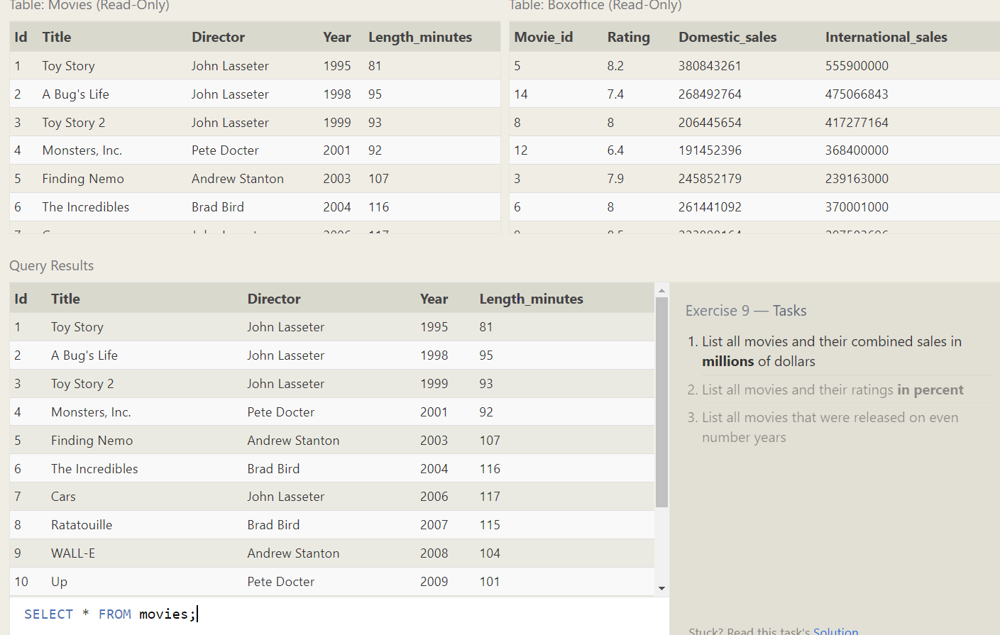 Table: Movies (Read-Only)
Id Title Director Year Length_minutes
1 Toy Story John Lasseter 1995 81
2 A Bug's Life John Lasseter 1998 95
3 Toy Story 2 John Lasseter 1999 93
4 Monsters, Inc. Pete Docter 2001 92
5 Finding Nemo Andrew Stanton 2003 107
6 The Incredibles Brad Bird 2004 116
Table: Boxoffice (Read-Only)
Movie_id Rating Domestic_sales International_sales
5 8.2 380843261 555900000
14 7.4 268492764 475066843
8 8 206445654 417277164
12 6.4 191452396 368400000
3 7.9 245852179 239163000
6 8 261441092 370001000
Query Results
Id Title Director Year Length_minutes
1 Toy Story John Lasseter 1995 81
2 A Bug's Life John Lasseter 1998 95
3 Toy Story 2 John Lasseter 1999 93
4 Monsters, Inc. Pete Docter 2001 92
5 Finding Nemo Andrew Stanton 2003 107
6 The Incredibles Brad Bird 2004 116
7 Cars John Lasseter 2006 117
8 Ratatouille Brad Bird 2007 115
9 WALL-E Andrew Stanton 2008 104
10 Up Pete Docter 2009 101
SELECT * FROM movies;
Exercise 9 — Tasks
1. List all movies and their combined sales in
millions of dollars
2. List all movies and their ratings in percent
3. List all movies that were released on even
number years
Stuck? Read this task's Solution